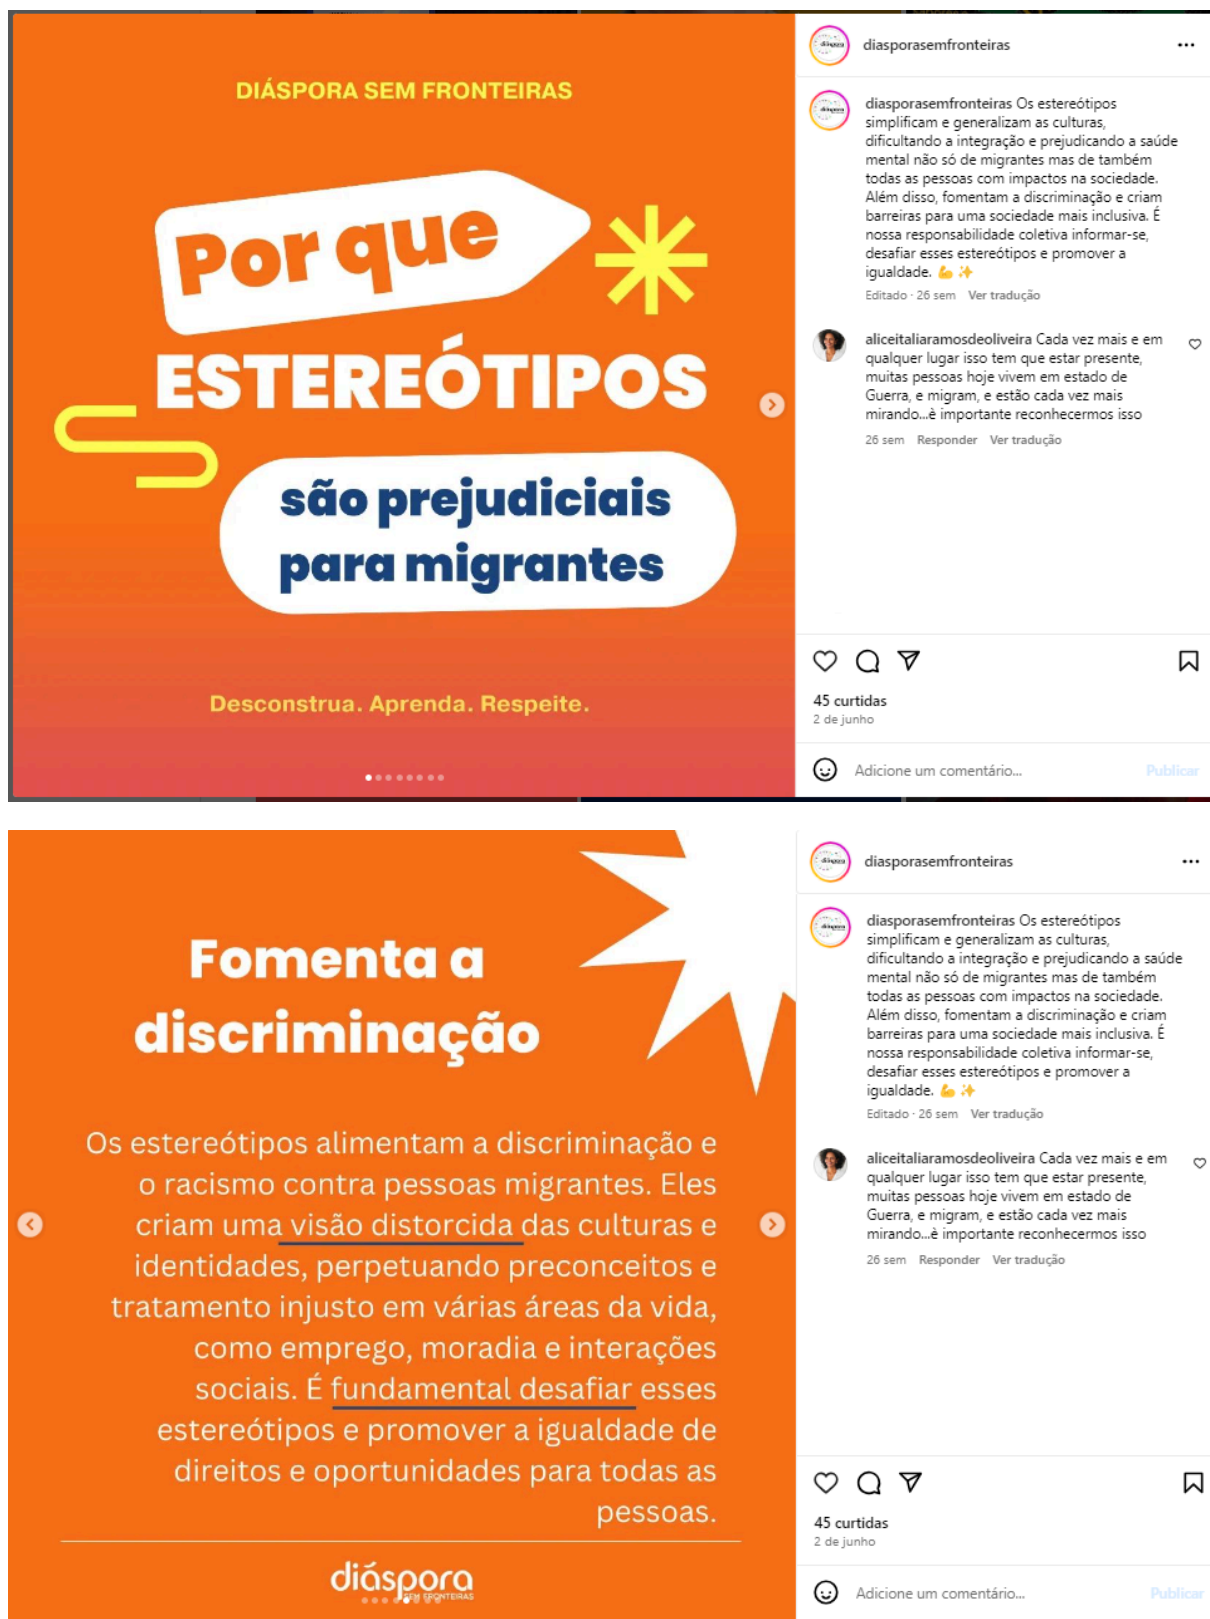 DIÁSPORA SEM FRONTEIRAS
Por que
ESTEREÓTIPOS
são prejudiciais
para migrantes
Desconstrua. Aprenda. Respeite.
diáspora
diasporasemfronteiras
diáspora
diasporasemfronteiras Os estereótipos
simplificam e generalizam as culturas,
dificultando a integração e prejudicando a saúde
mental não só de migrantes mas de também
todas as pessoas com impactos na sociedade.
Além disso, fomentam a discriminação e criam
barreiras para uma sociedade mais inclusiva. É
nossa responsabilidade coletiva informar-se,
desafiar esses estereótipos e promover a
igualdade. 💪 ✨
Editado · 26 sem Ver tradução
aliceitaliaramosdeoliveira Cada vez mais e em
qualquer lugar isso tem que estar presente,
muitas pessoas hoje vivem em estado de
Guerra, e migram, e estão cada vez mais
mirando...è importante reconhecermos isso
26 sem Responder Ver tradução
45 curtidas
2 de junho
Adicione um comentário...
Publicar
Fomenta a
discriminação
Os estereótipos alimentam a discriminação e
o racismo contra pessoas migrantes. Eles
criam uma visão distorcida das culturas e
identidades, perpetuando preconceitos e
tratamento injusto em várias áreas da vida,
como emprego, moradia e interações
sociais. É fundamental desafiar esses
estereótipos e promover a igualdade de
direitos e oportunidades para todas as
pessoas.
diáspora
SEM FRONTEIRAS
diáspora
diasporasemfronteiras
diáspora
diasporasemfronteiras Os estereótipos
simplificam e generalizam as culturas,
dificultando a integração e prejudicando a saúde
mental não só de migrantes mas de também
todas as pessoas com impactos na sociedade.
Além disso, fomentam a discriminação e criam
barreiras para uma sociedade mais inclusiva. É
nossa responsabilidade coletiva informar-se,
desafiar esses estereótipos e promover a
igualdade. 💪 ✨
Editado · 26 sem Ver tradução
aliceitaliaramosdeoliveira Cada vez mais e em
qualquer lugar isso tem que estar presente,
muitas pessoas hoje vivem em estado de
Guerra, e migram, e estão cada vez mais
mirando...è importante reconhecermos isso
26 sem Responder Ver tradução
45 curtidas
2 de junho
Adicione um comentário...
Publicar